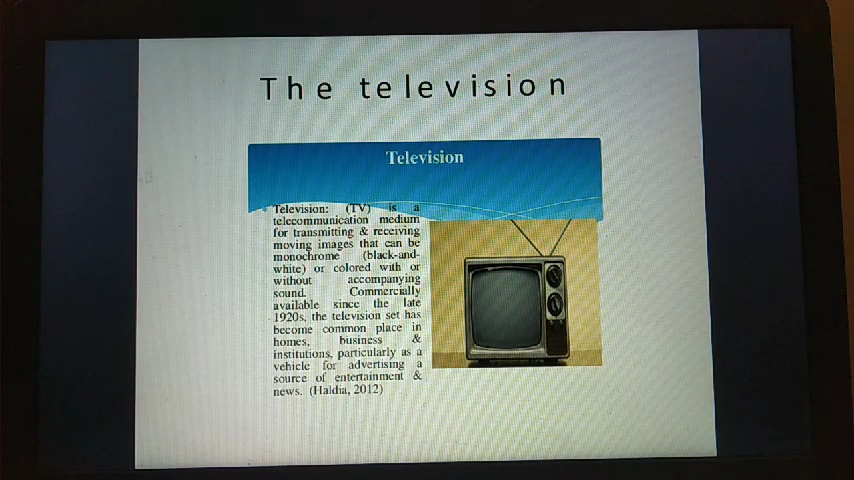 The television
Television
Television: (TV) is a
telecommunication medium
for transmitting & receiving
moving images that can be
monochrome (black-and-
white) or colored with or
without accompanying
sound. Commercially
available since the late
1920s, the television set has
become common place in
homes, business &
institutions, particularly as a
vehicle for advertising a
source of entertainment &
news. (Haldia, 2012)